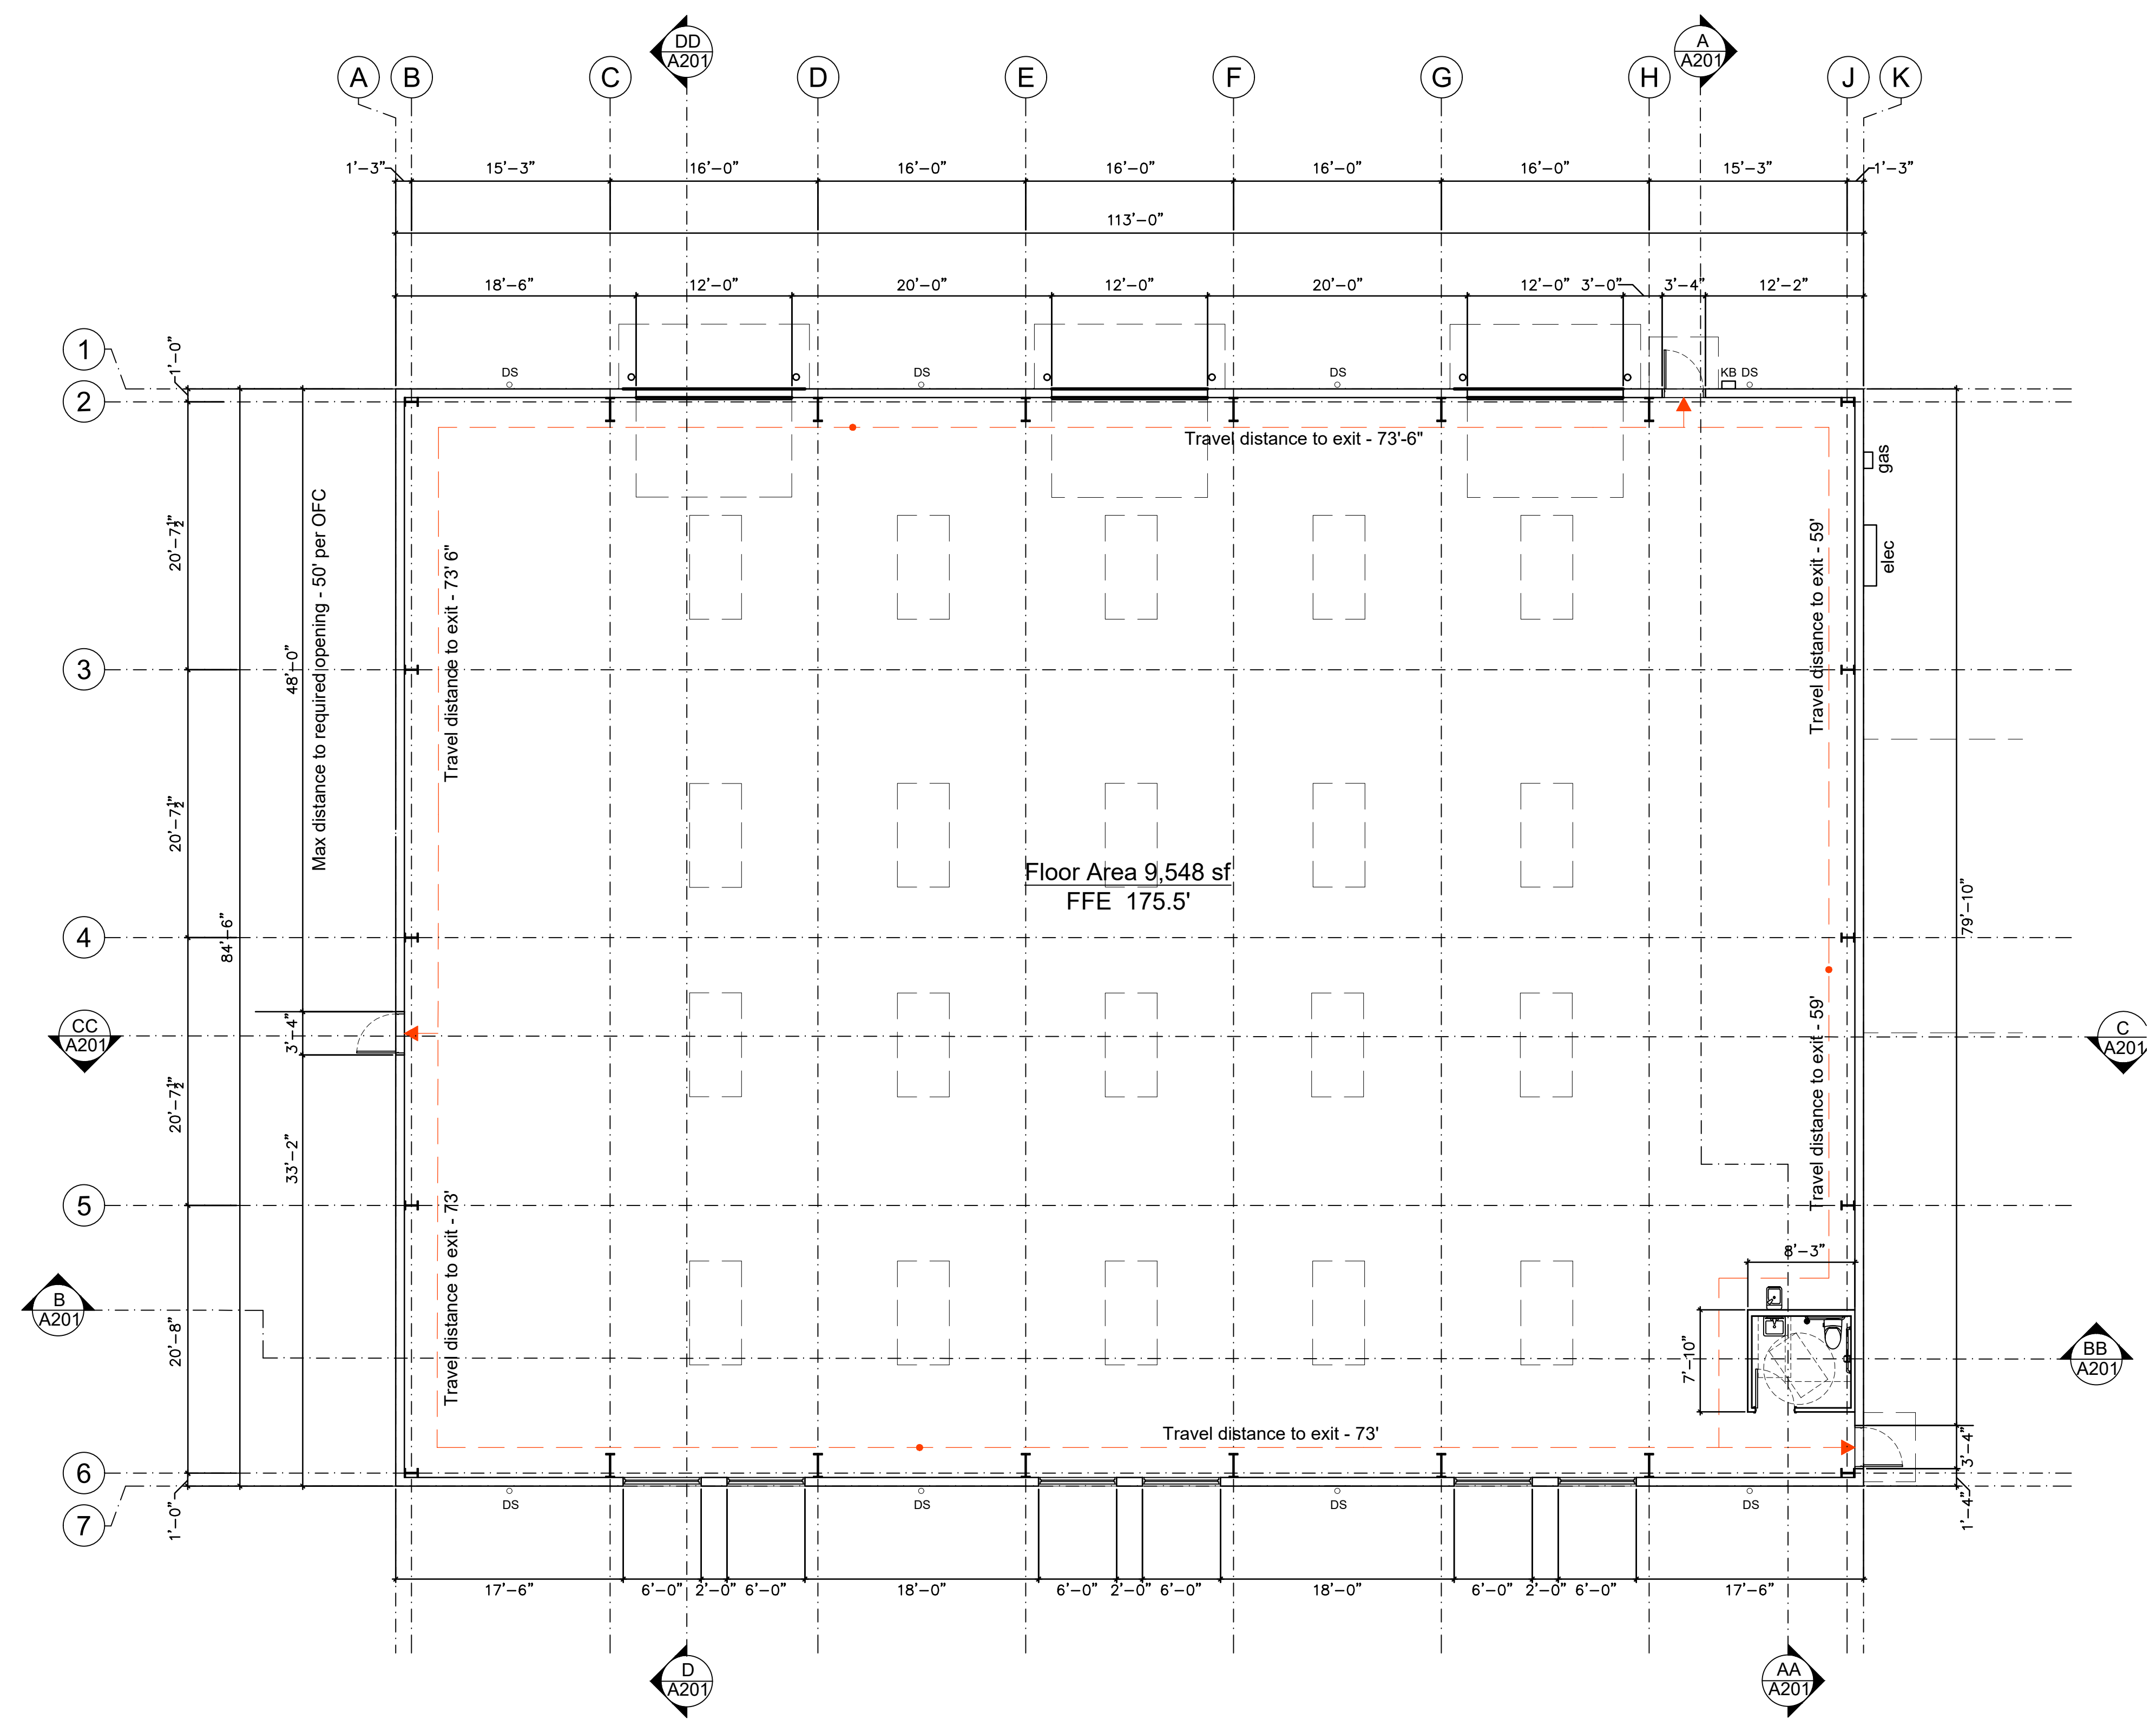 DD
A201
A
A201
A
B
C
D
E
F
G
H
J
K
1'-3"
15'-3"
16'-0"
16'-0"
16'-0"
16'-0"
16'-0"
15'-3"
1'-3"
113'-0"
18'-6"
12'-0"
20'-0"
12'-0"
20'-0"
12'-0"
3'-0"
3'-4"
12'-2"
1
2
3
4
5
6
7
1'-0"
DS
DS
DS
KB
DS
Travel distance to exit - 73'-6"
gas
elec
20'-7½"
20'-7½"
20'-7½"
20'-8"
1'-0"
84'-6"
48'-0"
3'-4"
33'-2"
Max distance to required opening - 50' per OFC
Travel distance to exit - 73' 6"
Travel distance to exit - 59'
Floor Area 9,548 sf
FFE 175.5'
79'-10"
CC
A201
C
A201
Travel distance to exit - 59'
Travel distance to exit - 73'
8'-3"
7'-10"
B
A201
BB
A201
Travel distance to exit - 73'
3'-4"
1'-4"
DS
DS
DS
DS
17'-6"
6'-0"
2'-0"
6'-0"
18'-0"
6'-0"
2'-0"
6'-0"
18'-0"
6'-0"
2'-0"
6'-0"
17'-6"
D
A201
AA
A201